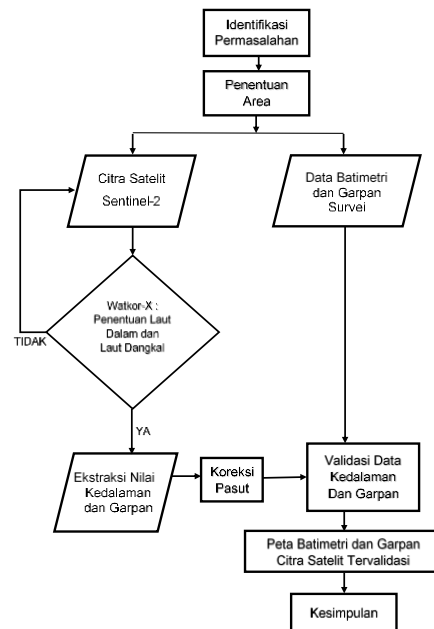 Identifikasi
Permasalahan
Penentuan
Area
Citra Satelit
Sentinel-2
Data Batimetri
dan Garpan
Survei
Watkor-X :
Penentuan Laut
Dalam dan
Laut Dangkal
TIDAK
YA
Ekstraksi Nilai
Kedalaman
dan Garpan
Koreksi
Pasut
Validasi Data
Kedalaman
Dan Garpan
Peta Batimetri dan Garpan
Citra Satelit Tervalidasi
Kesimpulan